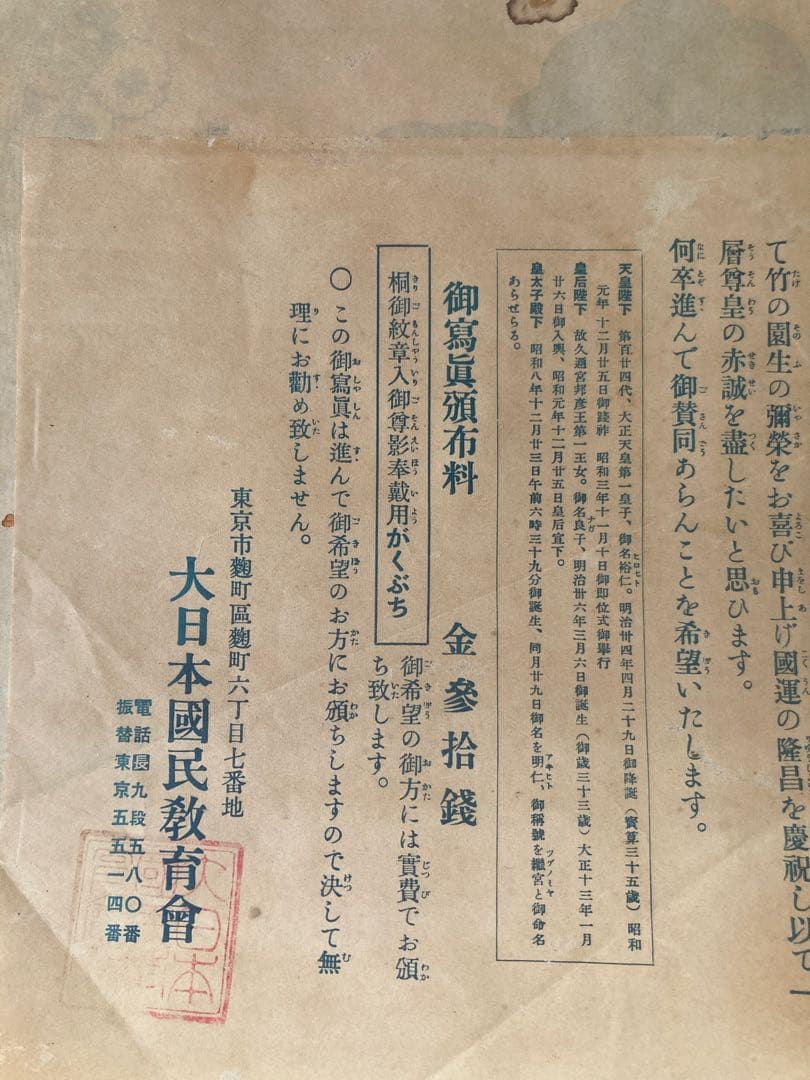 て竹の園生の彌榮をお喜び申上げ國運の隆昌を慶祝し以て一
層尊皇の赤誠を盡したいと思ひます。
何卒進んで御賛同あらんことを希望いたします。
天皇陛下　第百廿四代、大正天皇第一皇子、御名裕仁。明治卅四年四月二十九日御降誕（寳算三十五歳）昭和
元年十二月廿五日御踐祚　昭和三年十一月十日御即位式御擧行
皇后陛下　故久邇宮邦彦王第一王女。御名良子、明治卅六年三月六日御誕生（御歳三十三歳）大正十三年一月
廿六日御入輿、昭和元年十二月廿五日皇后宣下。
皇太子殿下　昭和八年十二月廿三日午前六時三十九分御誕生、同月廿九日御名を明仁、御稱號を繼宮と御命名
あらせらる。
御寫眞頒布料　金參拾錢
桐御紋章入御尊影奉戴用がくぶち
御希望の御方には實費でお頒
ち致します。
〇この御寫眞は進んで御希望のお方にお頒ちしますので決して無
理にお勸め致しません。
東京市麴町區麴町六丁目七番地
大日本國民敎育會
電話長九段五八〇番
振替東京五五一四番